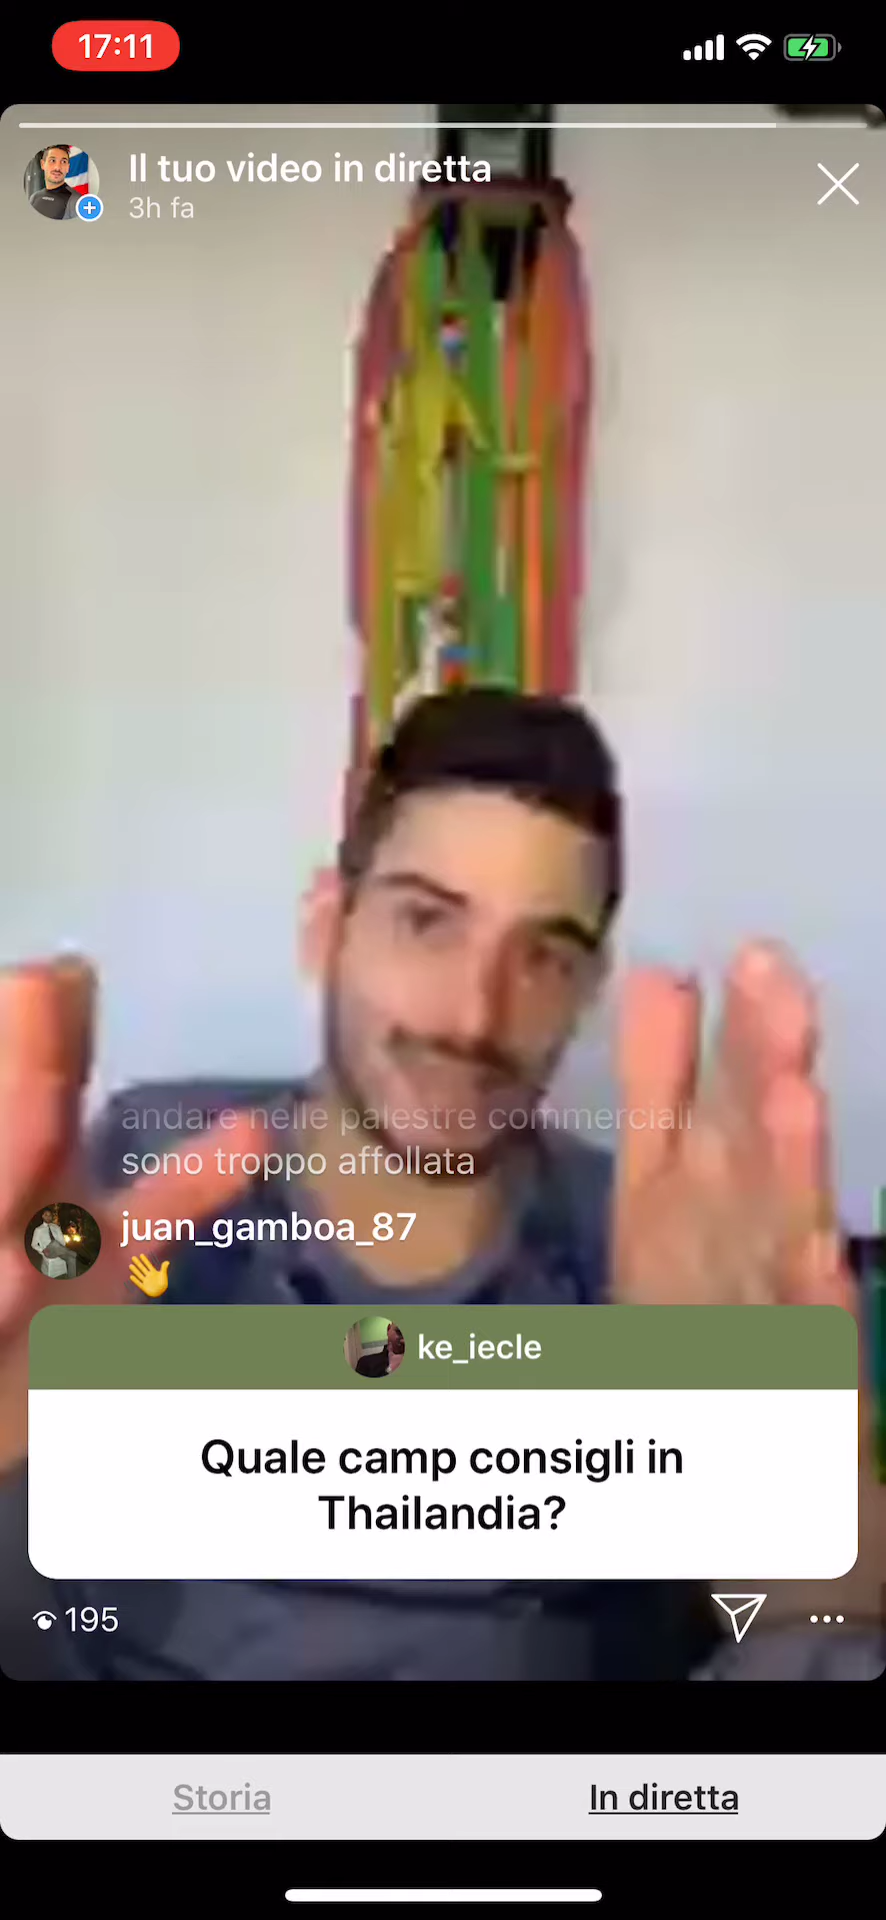 17:11
Il tuo video in diretta
3h fa
andare nelle palestre commerciali
sono troppo affollata
juan_gamboa_87
👋
ke_iecle
Quale camp consigli in
Thailandia?
195
Storia
In diretta